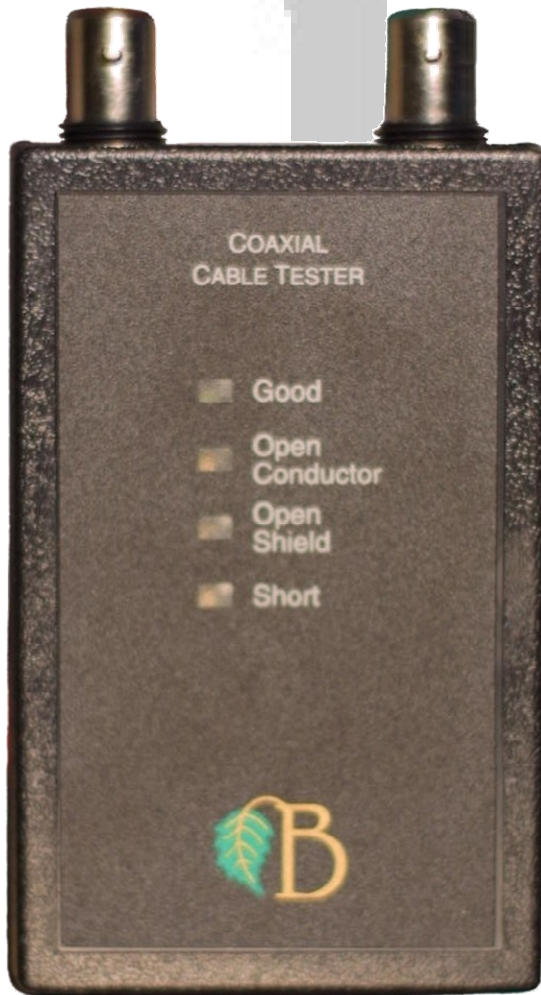 COAXIAL
CABLE TESTER
Good
Open
Conductor
Open
Shield
Short
B